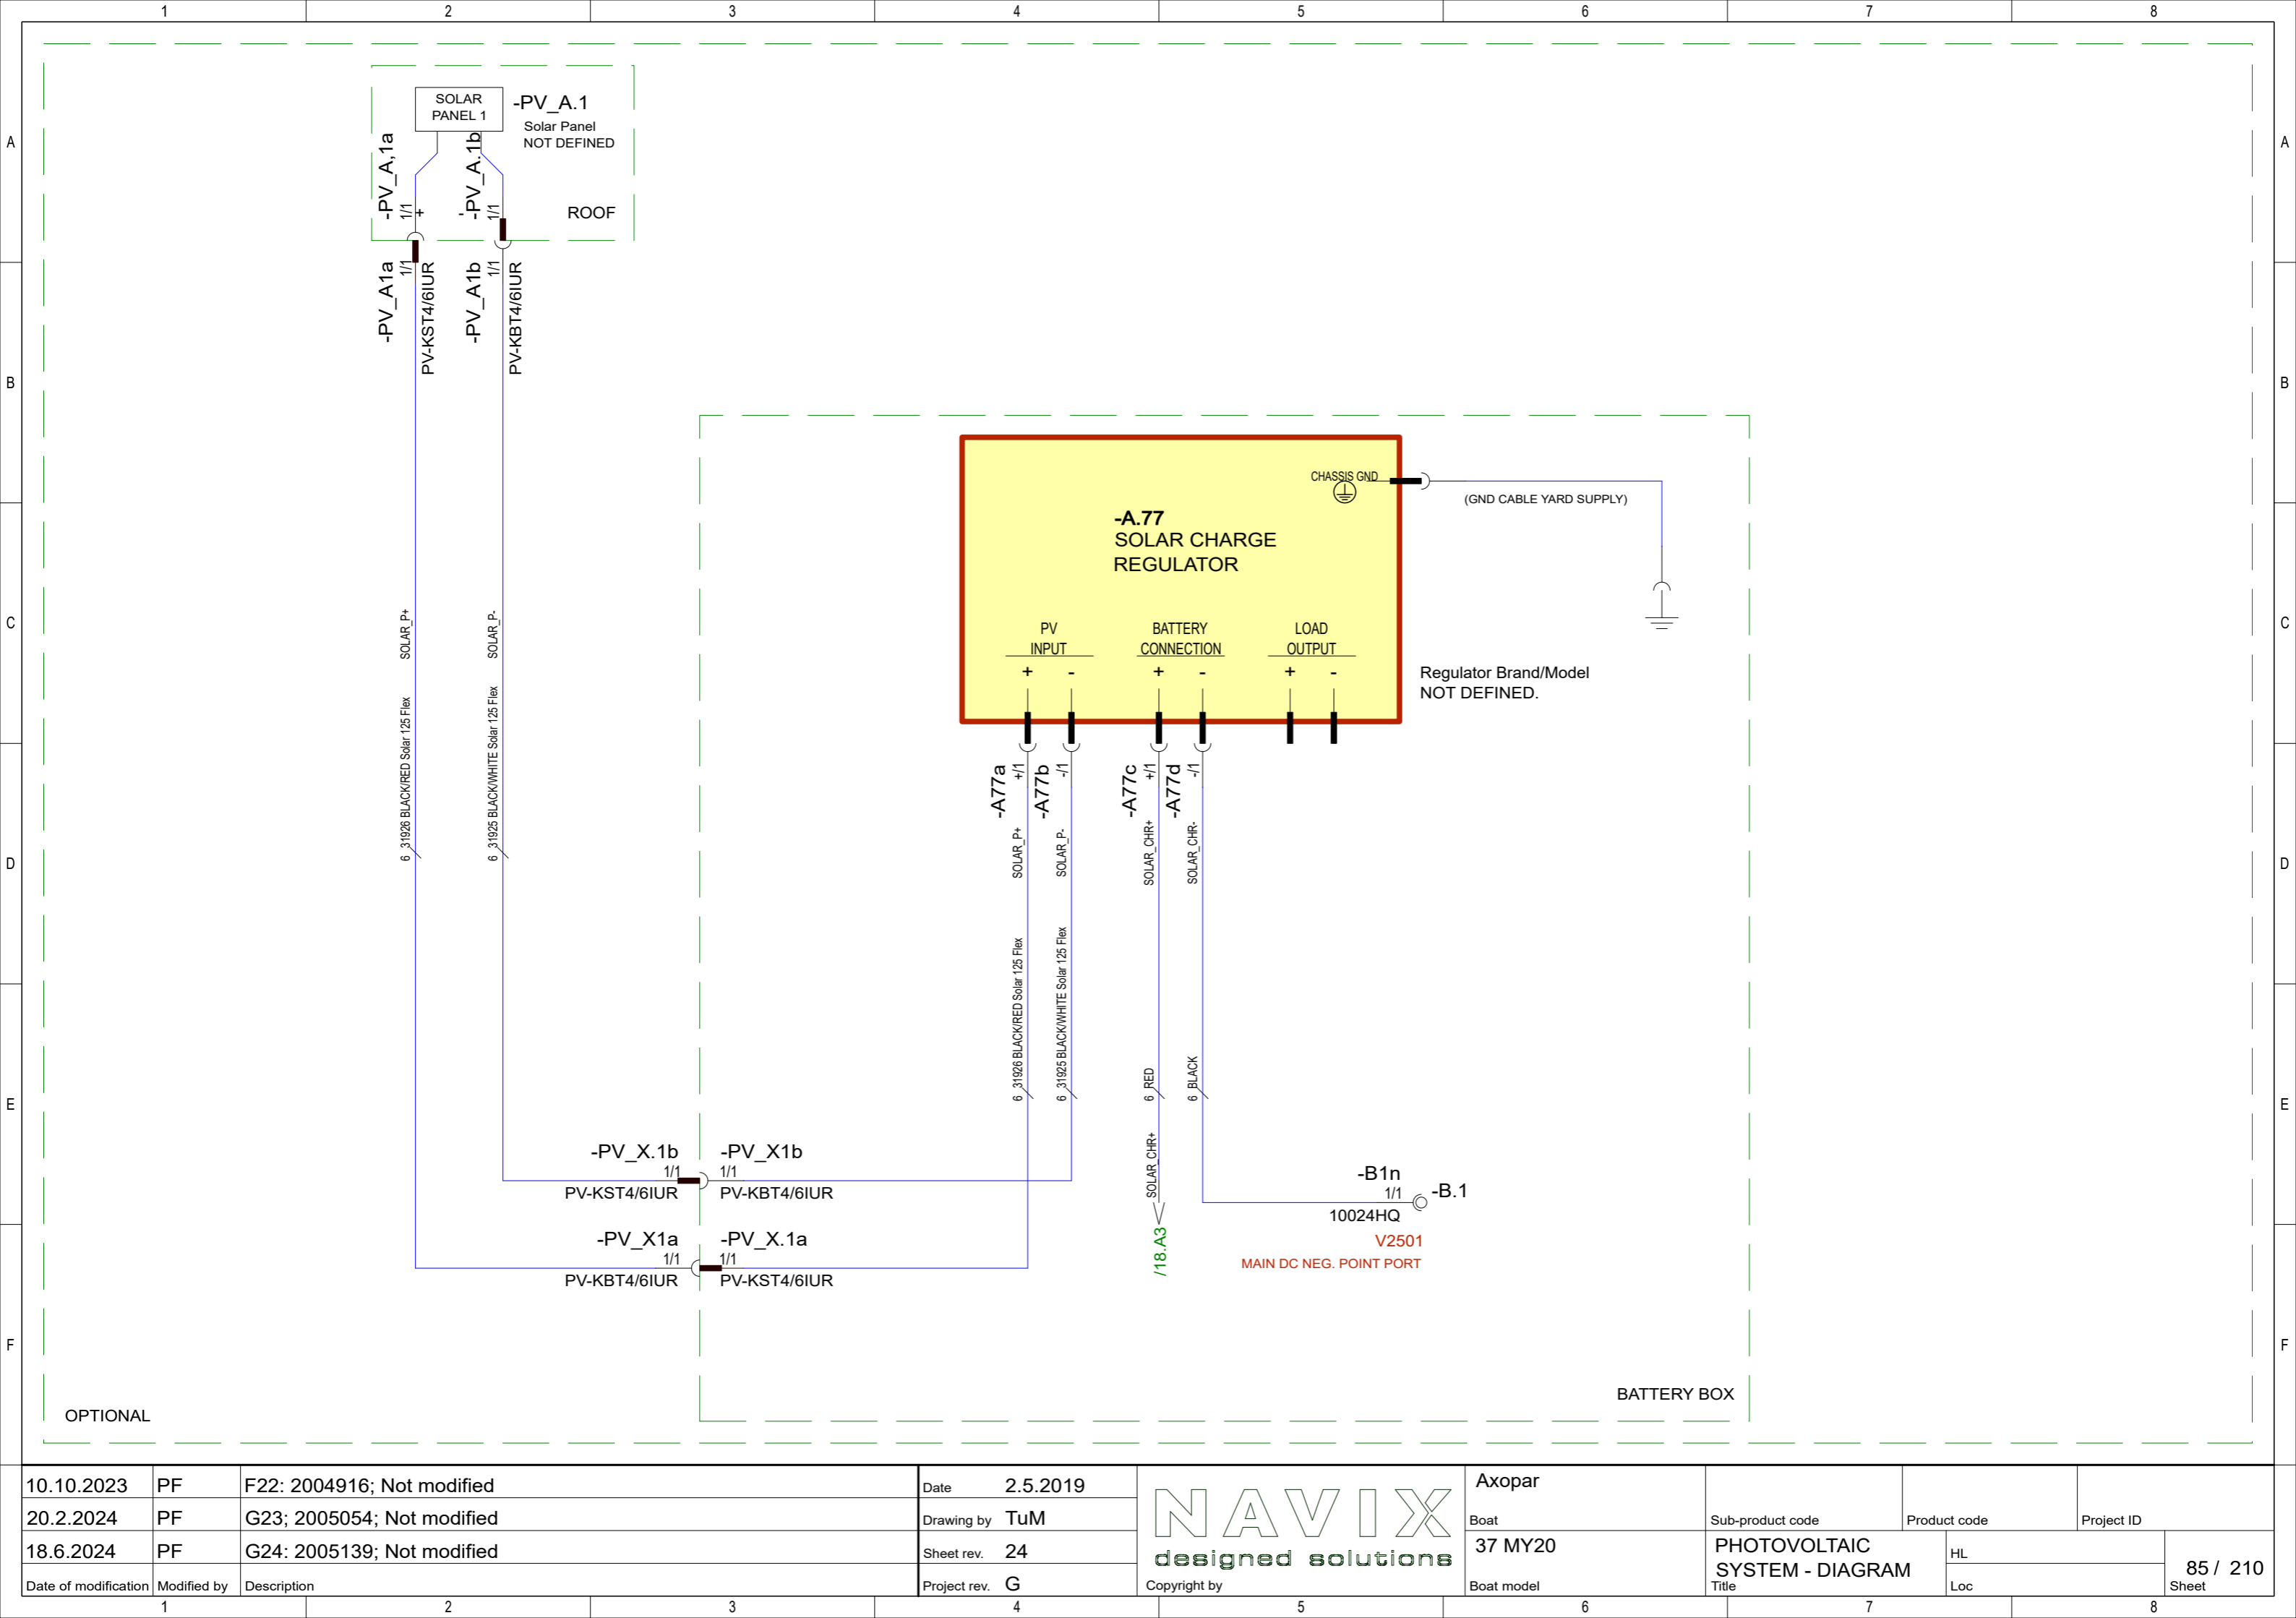 1 2 3 4 5 6 7 8
A
A
B
B
C
C
D
D
E
E
F
F
SOLAR
PANEL 1
-PV_A.1
Solar Panel
NOT DEFINED
-PV_A,1a
1/1
+
-PV_A.1b
1/1
-
ROOF
-PV_A1a
1/1
PV-KST4/6IUR
-PV_A1b
1/1
PV-KBT4/6IUR
CHASSIS GND
(GND CABLE YARD SUPPLY)
-A.77
SOLAR CHARGE
REGULATOR
PV
INPUT
+ -
BATTERY
CONNECTION
+ -
LOAD
OUTPUT
+ -
Regulator Brand/Model
NOT DEFINED.
SOLAR_P+
6 31926 BLACK/RED Solar 125 Flex
SOLAR_P-
6 31925 BLACK/WHITE Solar 125 Flex
-A77a
+/1
-A77b
-/1
-A77c
+/1
-A77d
-/1
SOLAR_P+
SOLAR_P-
SOLAR_CHR+
SOLAR_CHR-
6 31926 BLACK/RED Solar 125 Flex
6 31925 BLACK/WHITE Solar 125 Flex
6 RED
6 BLACK
SOLAR_CHR+
/18.A3
-PV_X.1b
1/1
PV-KST4/6IUR
-PV_X1b
1/1
PV-KBT4/6IUR
-PV_X1a
1/1
PV-KBT4/6IUR
-PV_X.1a
1/1
PV-KST4/6IUR
-B1n
1/1
-B.1
10024HQ
V2501
MAIN DC NEG. POINT PORT
BATTERY BOX
OPTIONAL
10.10.2023 PF F22: 2004916; Not modified
20.2.2024 PF G23; 2005054; Not modified
18.6.2024 PF G24: 2005139; Not modified
Date of modification Modified by Description
Date 2.5.2019
Drawing by TuM
Sheet rev. 24
Project rev. G
NAVIX
designed solutions
Copyright by
Axopar
Boat
37 MY20
Boat model
Sub-product code
Product code
Project ID
PHOTOVOLTAIC
SYSTEM - DIAGRAM
Title
HL
Loc
85 / 210
Sheet
1 2 3 4 5 6 7 8